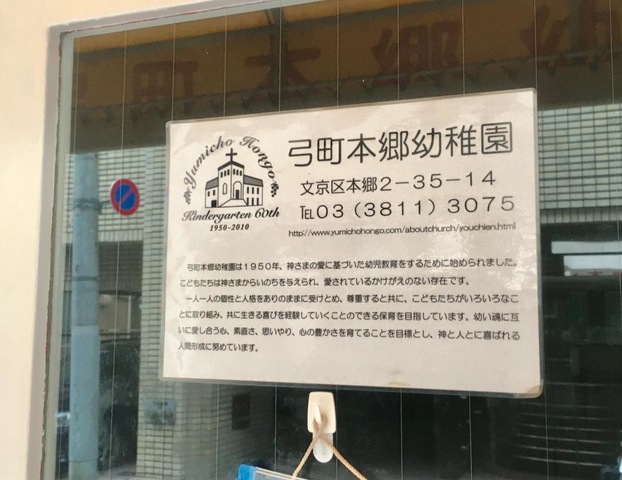 町本郷幼
Yumicho Hongo
Kindergarten 60th
1950-2010
弓町本郷幼稚園
文京区本郷2-35-14
TEL03(3811)3075
http://www.yumichohongo.com/aboutchurch/youchien.html
弓町本郷幼稚園は1950年、神さまの愛に基づいた幼児教育をするために始められました。
こどもたちは神さまからいのちを与えられ、愛されているかけがえのない存在です。
一人一人の個性と人格をありのままに受けとめ、尊重すると共に、こどもたちがいろいろなこ
とに取り組み、共に生きる喜びを経験していくことのできる保育を目指しています。幼い魂に互
いに愛し合う心、素直さ、思いやり、心の豊かさを育てることを目標とし、神と人とに喜ばれる
人間形成に努めています。